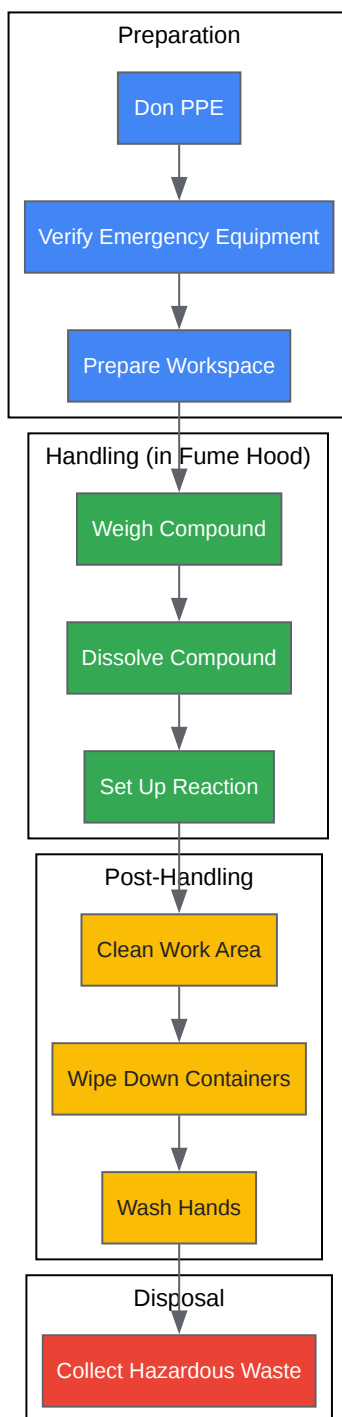 Preparation
Don PPE
Verify Emergency Equipment
Prepare Workspace
Handling (in Fume Hood)
Weigh Compound
Dissolve Compound
Set Up Reaction
Post-Handling
Clean Work Area
Wipe Down Containers
Wash Hands
Disposal
Collect Hazardous Waste